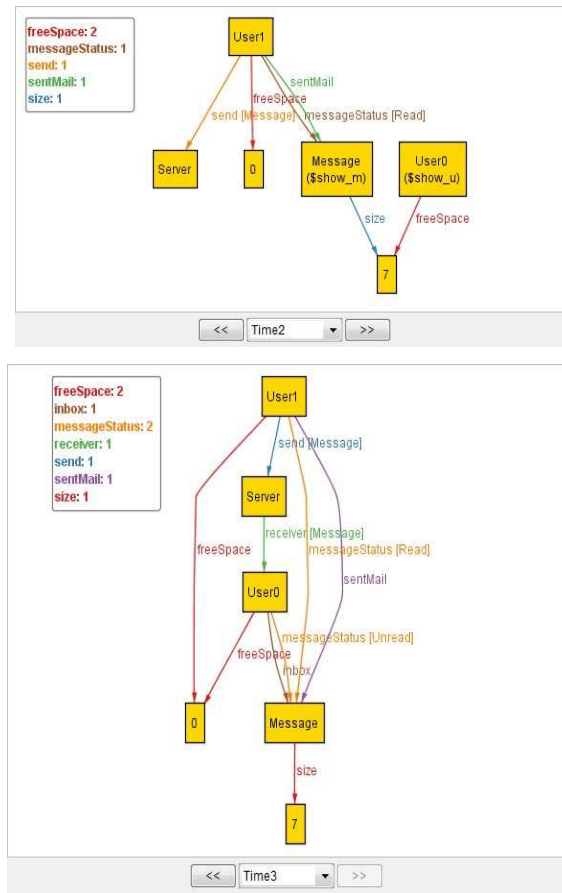 freeSpace: 2
messageStatus: 1
send: 1
sentMail: 1
size: 1
User1
sentMail
freeSpace
send [Message]
messageStatus [Read]
Server
0
Message
($show_m)
User0
($show_u)
size
freeSpace
7
<<
Time2
>>
freeSpace: 2
inbox: 1
messageStatus: 2
receiver: 1
send: 1
sentMail: 1
size: 1
User1
send [Message]
Server
receiver [Message]
freeSpace
messageStatus [Read]
sentMail
User0
messageStatus [Unread]
freeSpace
inbox
0
Message
size
7
<<
Time3
>>